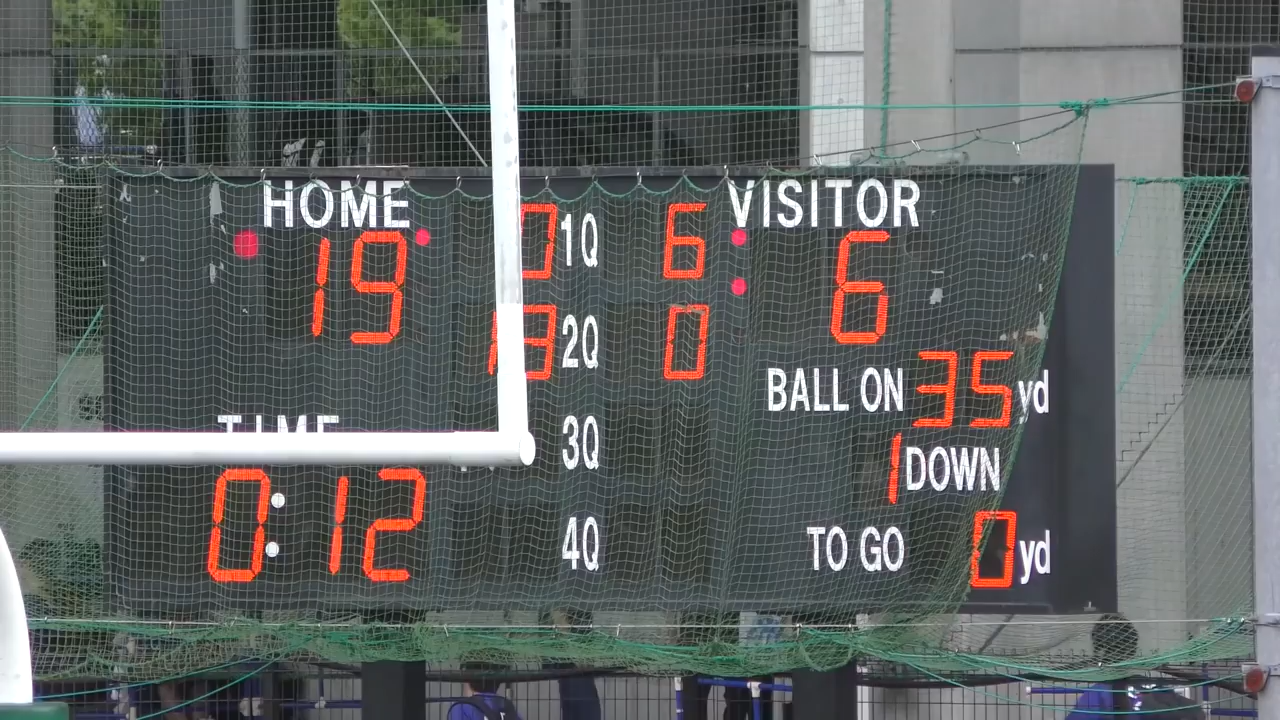 HOME
VISITOR
19
1Q 6
6
2Q 0
BALL ON 35 yd
TIME
3Q
1 DOWN
0:12
4Q
TO GO 0 yd